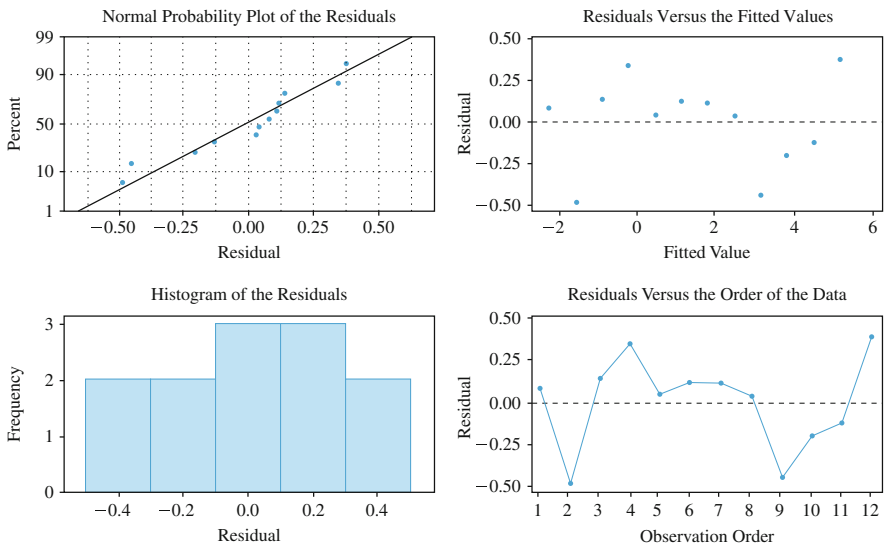 Normal Probability Plot of the Residuals
99
90
50
10
1
Percent
−0.50 −0.25 0.00 0.25 0.50
Residual
Residuals Versus the Fitted Values
0.50
0.25
0.00
−0.25
−0.50
Residual
−2 0 2 4 6
Fitted Value
Histogram of the Residuals
3
2
1
0
Frequency
−0.4 −0.2 0.0 0.2 0.4
Residual
Residuals Versus the Order of the Data
0.50
0.25
0.00
−0.25
−0.50
Residual
1 2 3 4 5 6 7 8 9 10 11 12
Observation Order